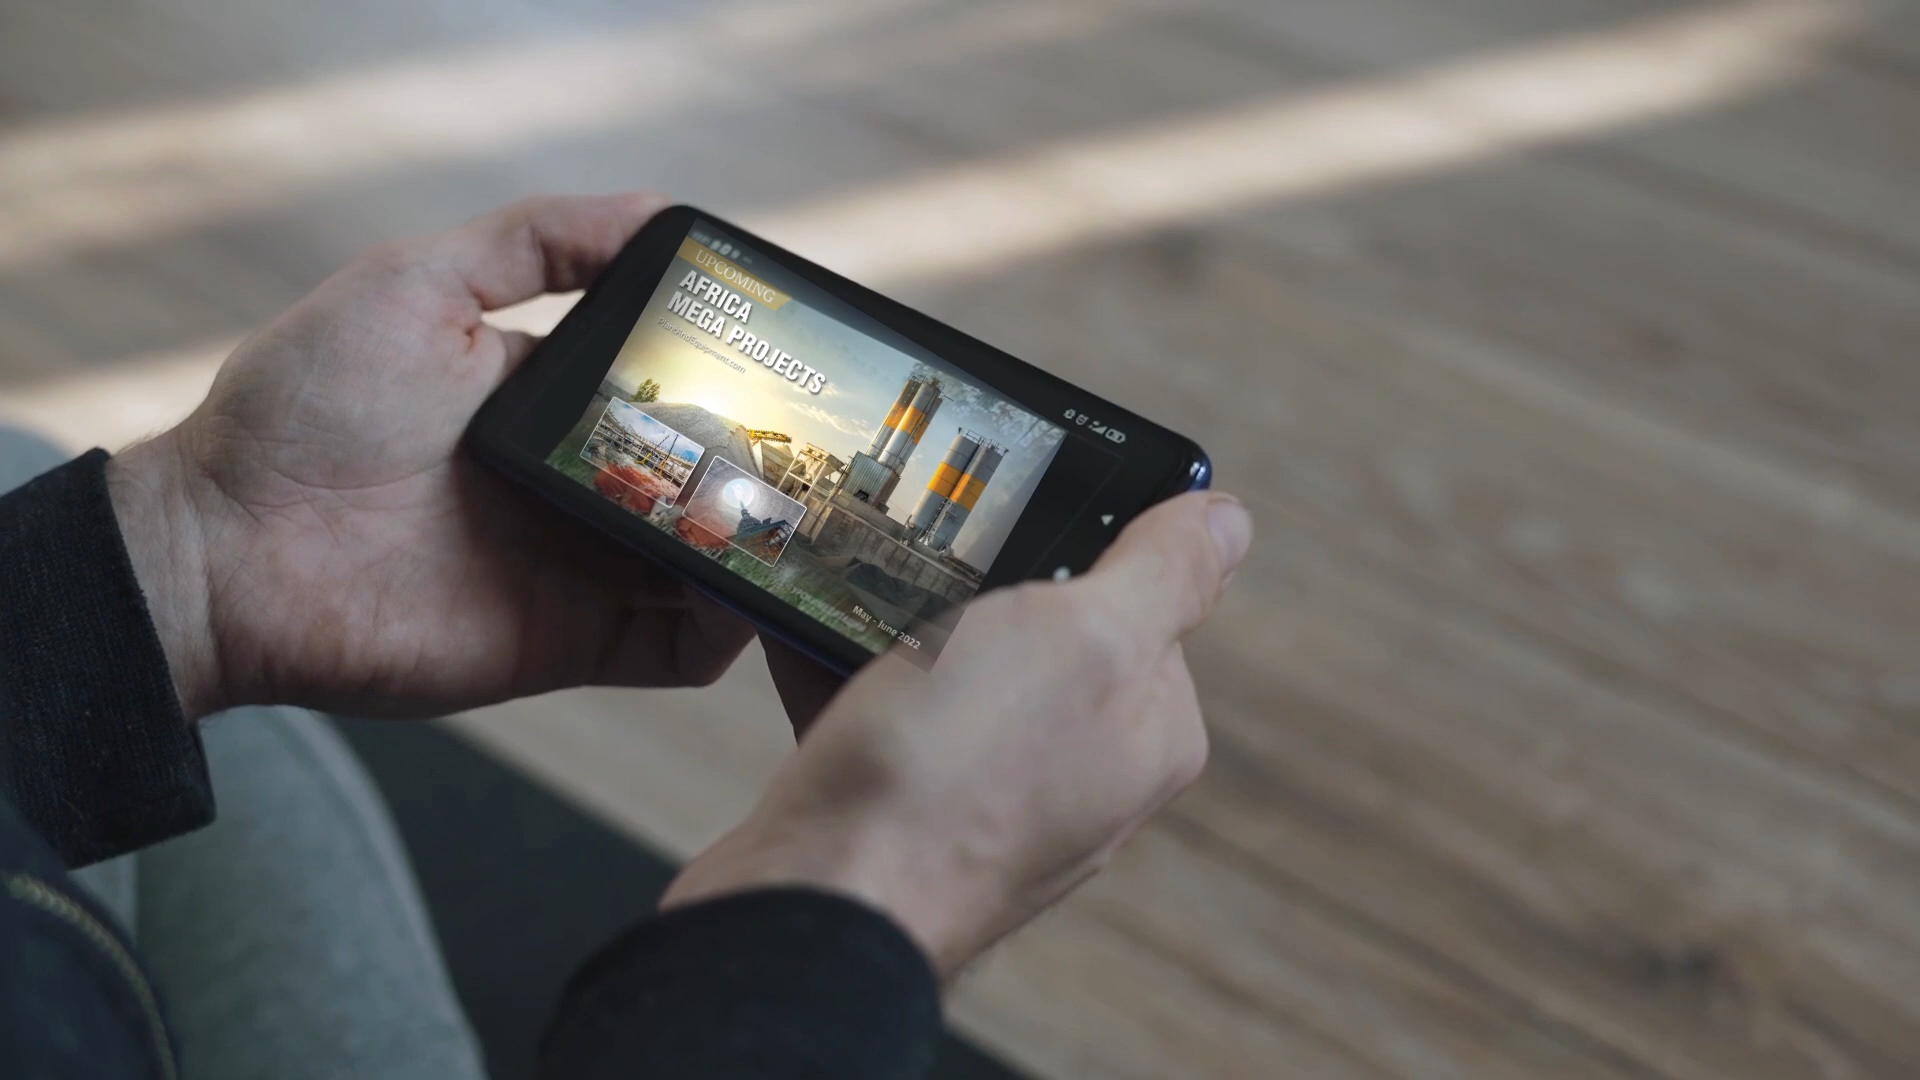 UPCOMING
AFRICA
MEGA PROJECTS
PlantAndEquipment.com
May - June 2022